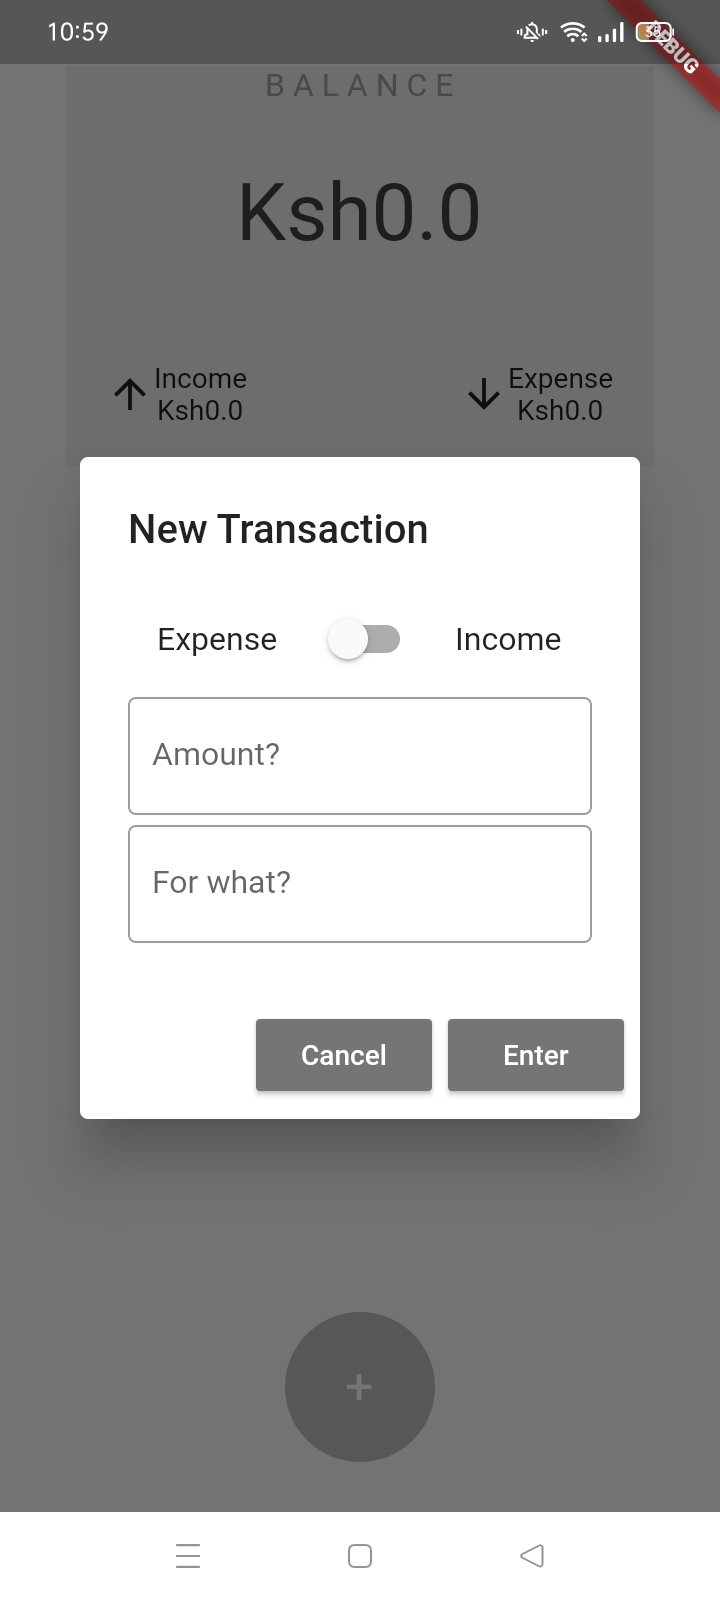 10:59
DEBUG
BALANCE
Ksh0.0
Income
Ksh0.0
Expense
Ksh0.0
New Transaction
Expense
Income
Amount?
For what?
Cancel
Enter
+